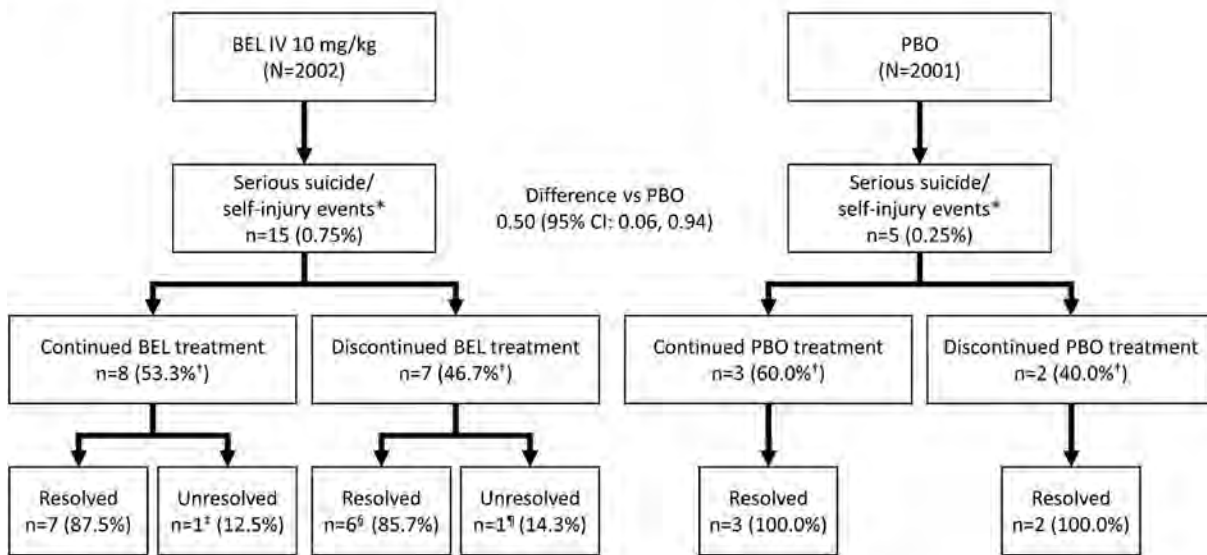 BEL IV 10 mg/kg
(N=2002)
PBO
(N=2001)
Serious suicide/
self-injury events*
n=15 (0.75%)
Difference vs PBO
0.50 (95% CI: 0.06, 0.94)
Serious suicide/
self-injury events*
n=5 (0.25%)
Continued BEL treatment
n=8 (53.3%†)
Discontinued BEL treatment
n=7 (46.7%†)
Continued PBO treatment
n=3 (60.0%†)
Discontinued PBO treatment
n=2 (40.0%†)
Resolved
n=7 (87.5%)
Unresolved
n=1‡ (12.5%)
Resolved
n=6§ (85.7%)
Unresolved
n=1¶ (14.3%)
Resolved
n=3 (100.0%)
Resolved
n=2 (100.0%)